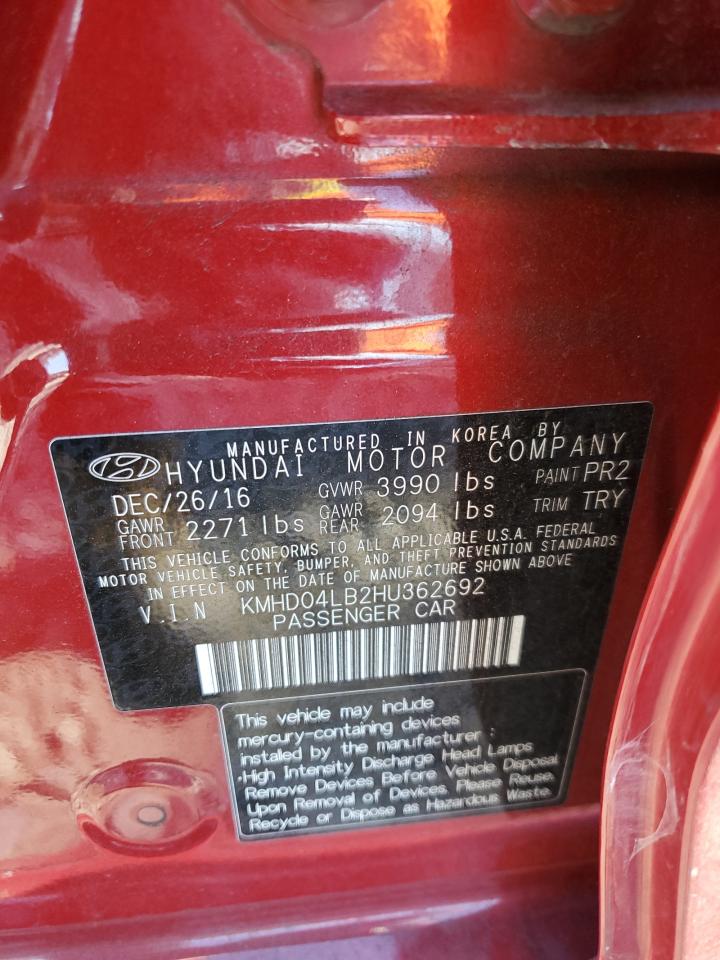 MANUFACTURED IN KOREA BY
HYUNDAI MOTOR COMPANY
DEC/26/16 GVWR 3990 lbs PAINT PR2
GAWR FRONT 2271 lbs GAWR REAR 2094 lbs TRIM TRY
THIS VEHICLE CONFORMS TO ALL APPLICABLE U.S.A. FEDERAL
MOTOR VEHICLE SAFETY, BUMPER, AND THEFT PREVENTION STANDARDS
IN EFFECT ON THE DATE OF MANUFACTURE SHOWN ABOVE
V.I.N KMHD04LB2HU362692
PASSENGER CAR
This vehicle may include
mercury-containing devices
installed by the manufacturer :
·High Intensity Discharge Head Lamps
Remove Devices Before Vehicle Disposal
Upon Removal of Devices, Please Reuse,
Recycle or Dispose as Hazardous Waste.